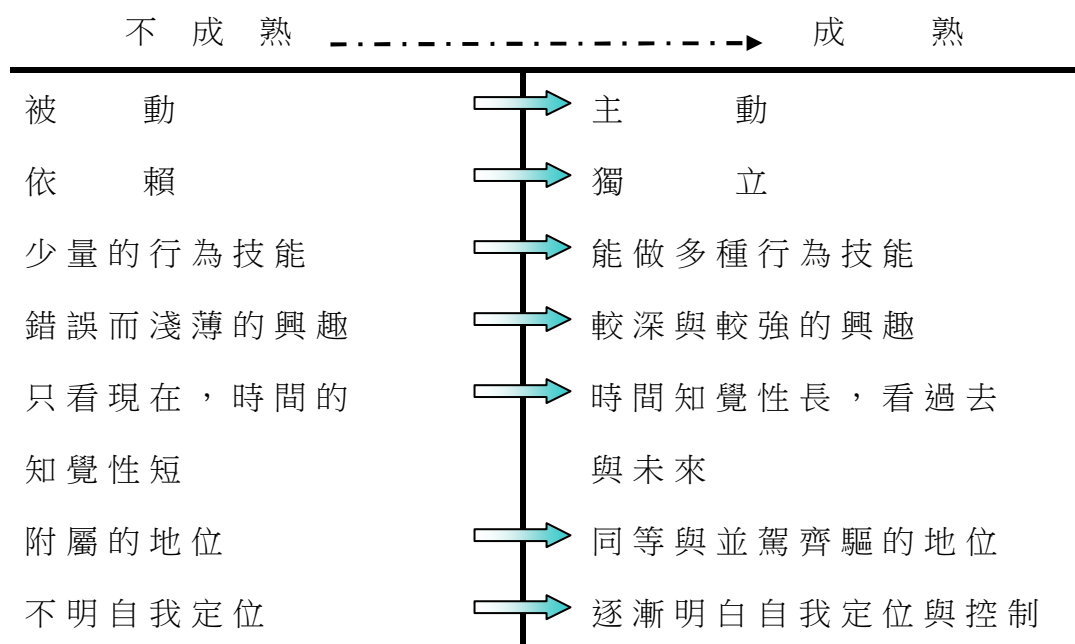 不成熟 成熟
被動 主動
依賴 獨立
少量的行為技能 能做多種行為技能
錯誤而淺薄的興趣 較深與較強的興趣
只看現在，時間的 時間知覺性長，看過去
知覺性短 與未來
附屬的地位 同等與並駕齊驅的地位
不明自我定位 逐漸明白自我定位與控制